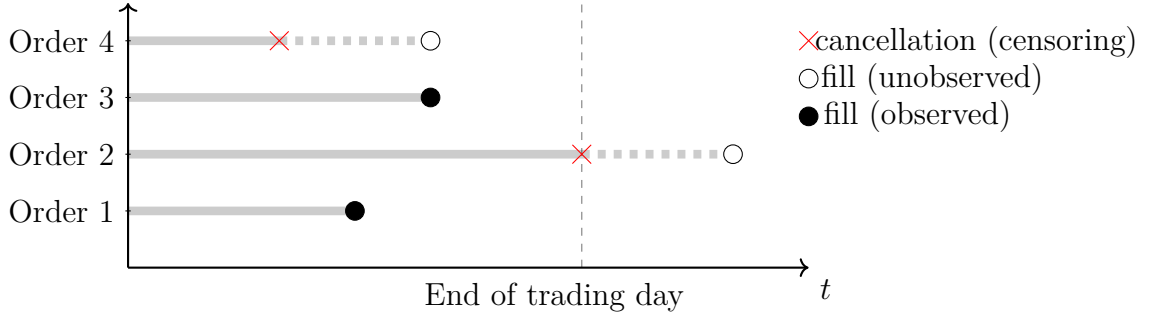 Order 4
Order 3
Order 2
Order 1
End of trading day
t
cancellation (censoring)
fill (unobserved)
fill (observed)